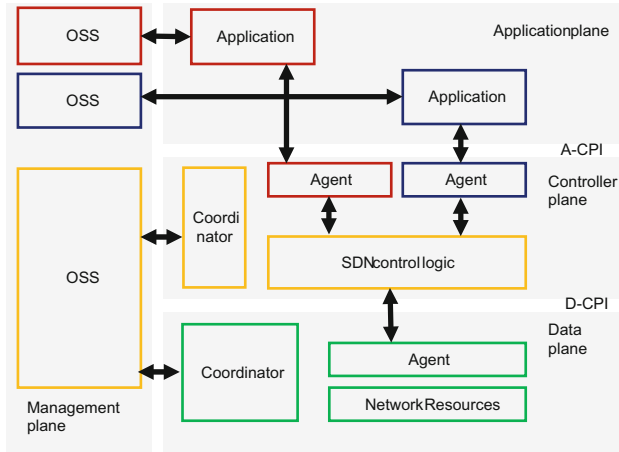 OSS
Application
Applicationplane
OSS
Application
A-CPI
Agent
Agent
Controller
plane
Coordi
nator
OSS
SDNcontrollogic
D-CPI
Data
plane
Coordinator
Agent
NetworkResources
Management
plane